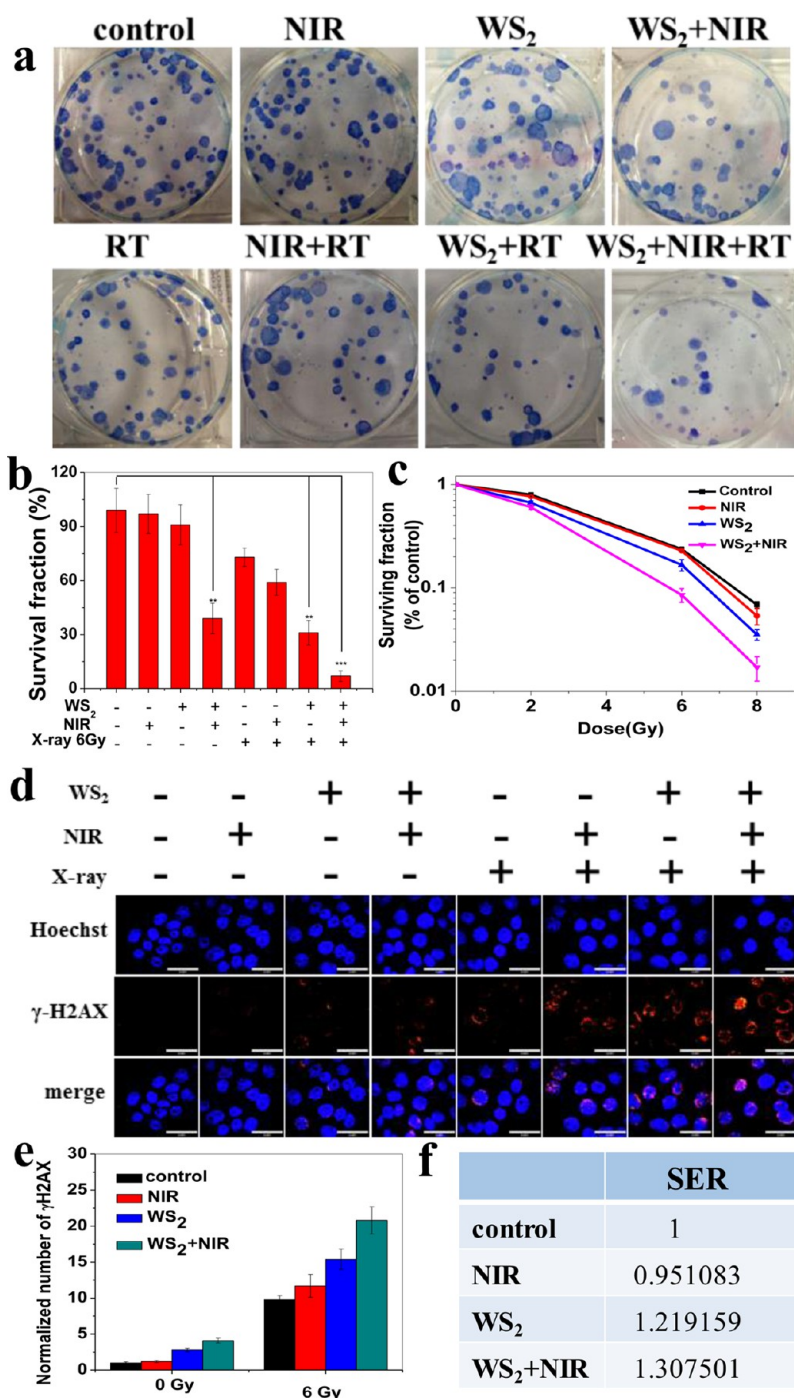 a
control NIR WS2 WS2+NIR
RT NIR+RT WS2+RT WS2+NIR+RT
b
Survival fraction (%)
120
90
60
30
0
**
**
***
WS2 - - + + - - + +
NIR - + - + - + - +
X-ray 6Gy - - - - + + + +
c
Surviving fraction
(% of control)
1
0.1
0.01
Control
NIR
WS2
WS2+NIR
0 2 4 6 8
Dose(Gy)
d
WS2 - - + + - - + +
NIR - + - + - + - +
X-ray - - - - + + + +
Hoechst
γ-H2AX
merge
e
Normalized number of γH2AX
30
25
20
15
10
5
0
control
NIR
WS2
WS2+NIR
0 Gy 6 Gy
f
SER
control 1
NIR 0.951083
WS2 1.219159
WS2+NIR 1.307501